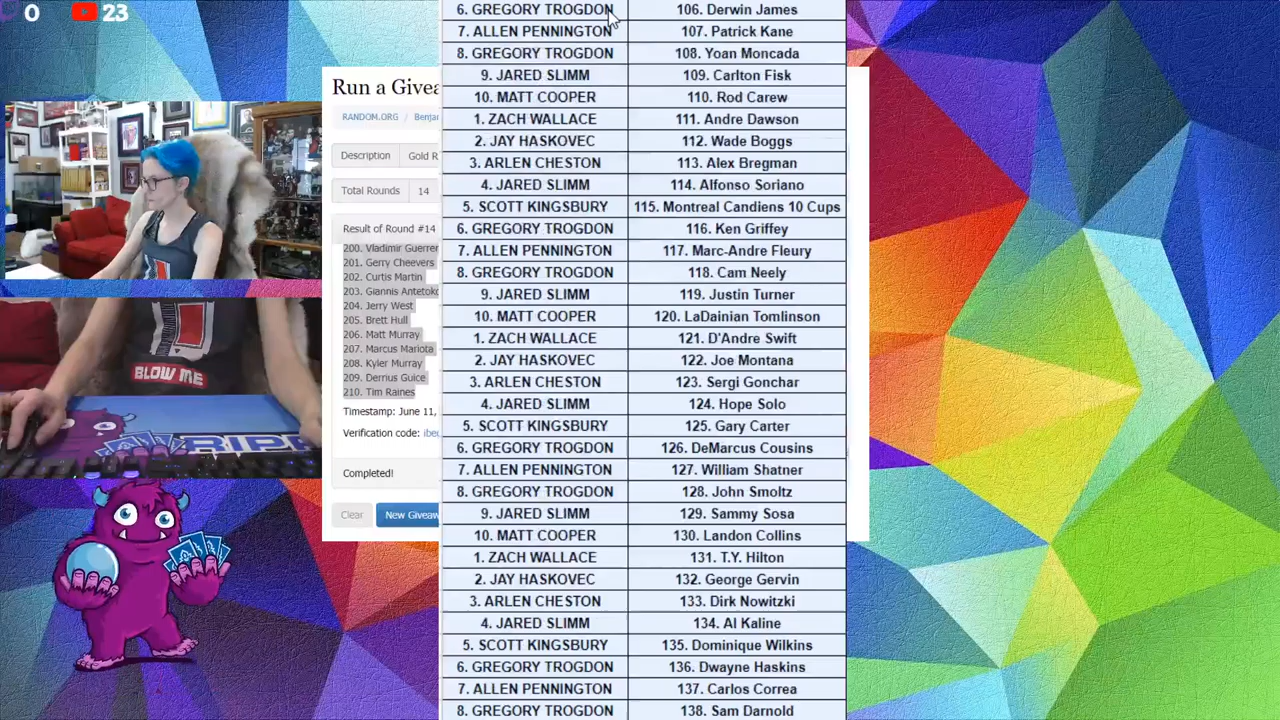 0 23
6. GREGORY TROGDON 106. Derwin James
7. ALLEN PENNINGTON 107. Patrick Kane
8. GREGORY TROGDON 108. Yoan Moncada
9. JARED SLIMM 109. Carlton Fisk
10. MATT COOPER 110. Rod Carew
1. ZACH WALLACE 111. Andre Dawson
2. JAY HASKOVEC 112. Wade Boggs
3. ARLEN CHESTON 113. Alex Bregman
4. JARED SLIMM 114. Alfonso Soriano
5. SCOTT KINGSBURY 115. Montreal Candiens 10 Cups
6. GREGORY TROGDON 116. Ken Griffey
7. ALLEN PENNINGTON 117. Marc-Andre Fleury
8. GREGORY TROGDON 118. Cam Neely
9. JARED SLIMM 119. Justin Turner
10. MATT COOPER 120. LaDainian Tomlinson
1. ZACH WALLACE 121. D'Andre Swift
2. JAY HASKOVEC 122. Joe Montana
3. ARLEN CHESTON 123. Sergi Gonchar
4. JARED SLIMM 124. Hope Solo
5. SCOTT KINGSBURY 125. Gary Carter
6. GREGORY TROGDON 126. DeMarcus Cousins
7. ALLEN PENNINGTON 127. William Shatner
8. GREGORY TROGDON 128. John Smoltz
9. JARED SLIMM 129. Sammy Sosa
10. MATT COOPER 130. Landon Collins
1. ZACH WALLACE 131. T.Y. Hilton
2. JAY HASKOVEC 132. George Gervin
3. ARLEN CHESTON 133. Dirk Nowitzki
4. JARED SLIMM 134. Al Kaline
5. SCOTT KINGSBURY 135. Dominique Wilkins
6. GREGORY TROGDON 136. Dwayne Haskins
7. ALLEN PENNINGTON 137. Carlos Correa
8. GREGORY TROGDON 138. Sam Darnold
Run a Givea
RANDOM.ORG / Benjar
Description Gold R
Total Rounds 14
Result of Round #14
200. Vladimir Guerrer
201. Gerry Cheevers
202. Curtis Martin
203. Giannis Antetok
204. Jerry West
205. Brett Hull
206. Matt Murray
207. Marcus Mariota
208. Kyler Murray
209. Derrius Guice
210. Tim Raines
Timestamp: June 11,
Verification code:
Completed!
Clear New Giveaw
BLOW ME
RIPP